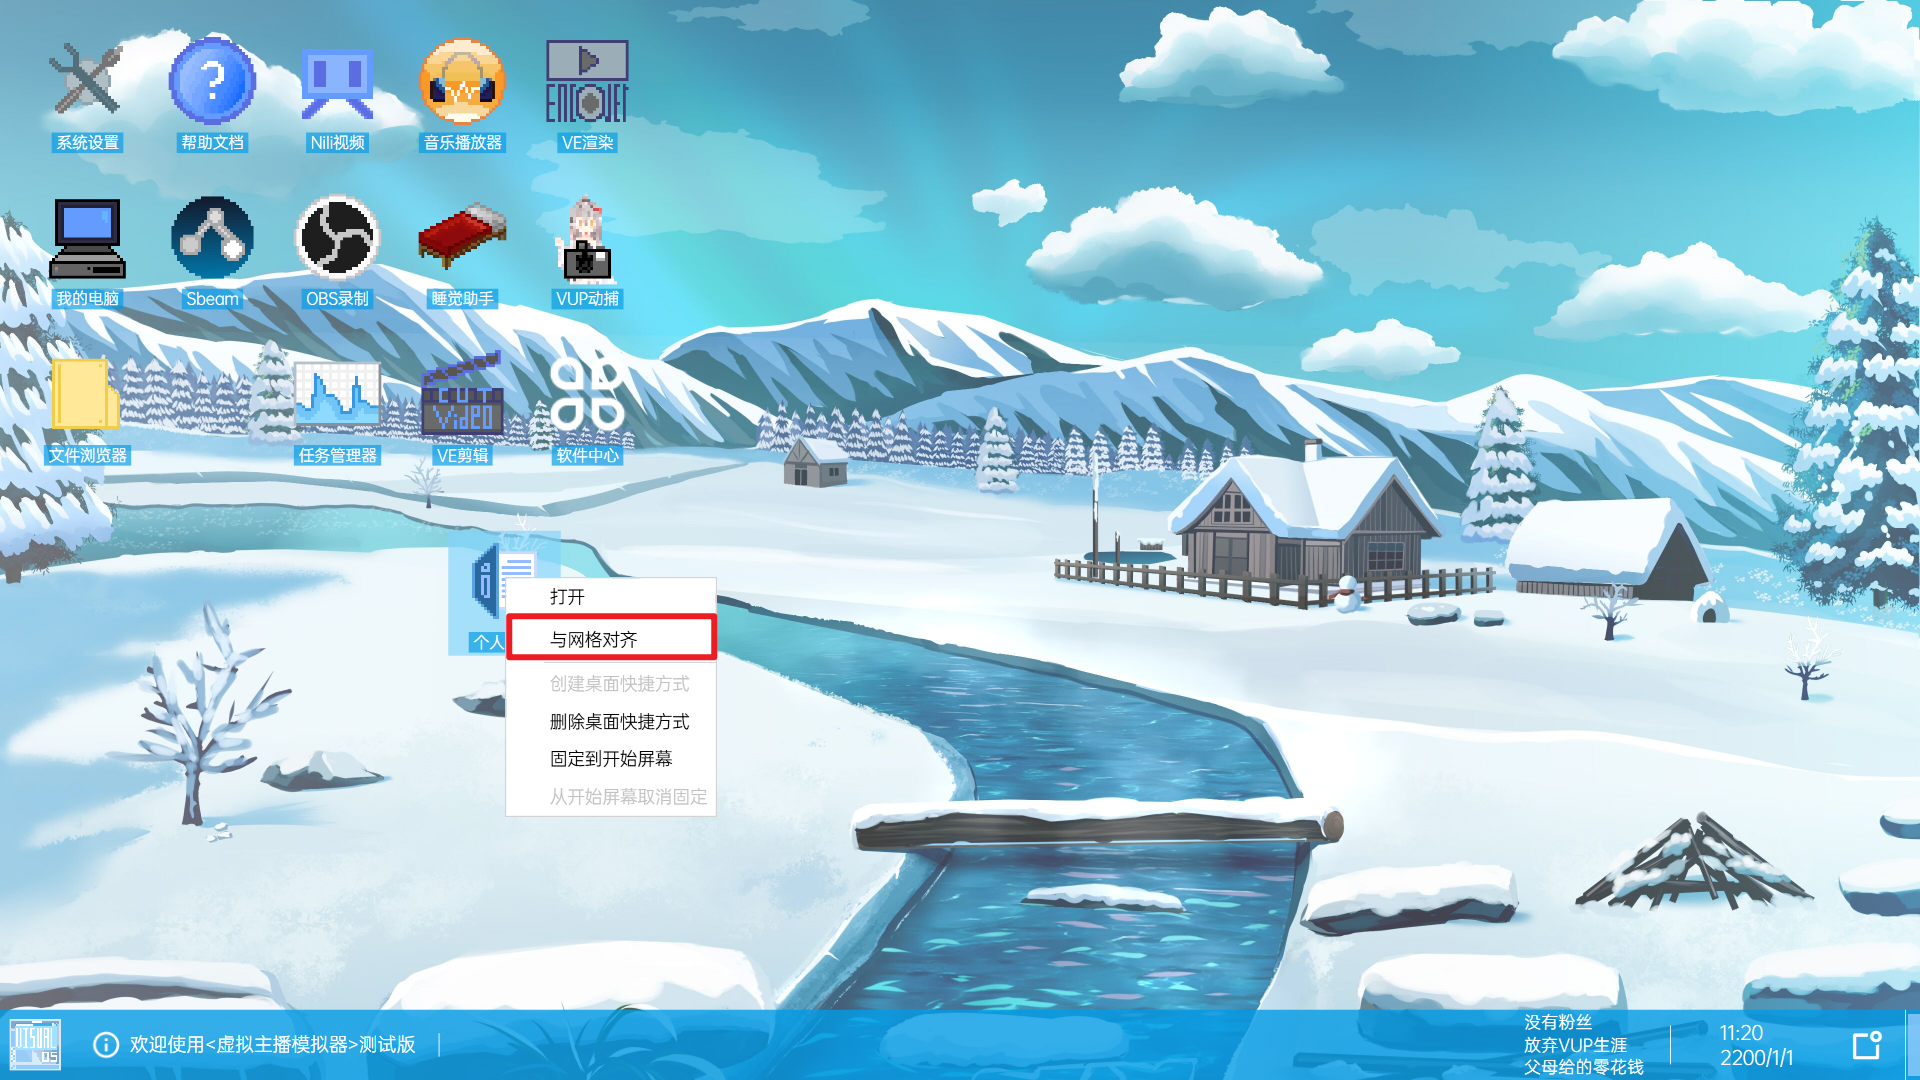 系统设置
帮助文档
Nili视频
音乐播放器
VE渲染
我的电脑
Sbeam
OBS录制
睡觉助手
VUP动捕
CUT
VIDEO
文件浏览器
任务管理器
VE剪辑
软件中心
个人
打开
与网格对齐
创建桌面快捷方式
删除桌面快捷方式
固定到开始屏幕
从开始屏幕取消固定
欢迎使用<虚拟主播模拟器>测试版
没有粉丝
放弃VUP生涯
父母给的零花钱
11:20
2200/1/1